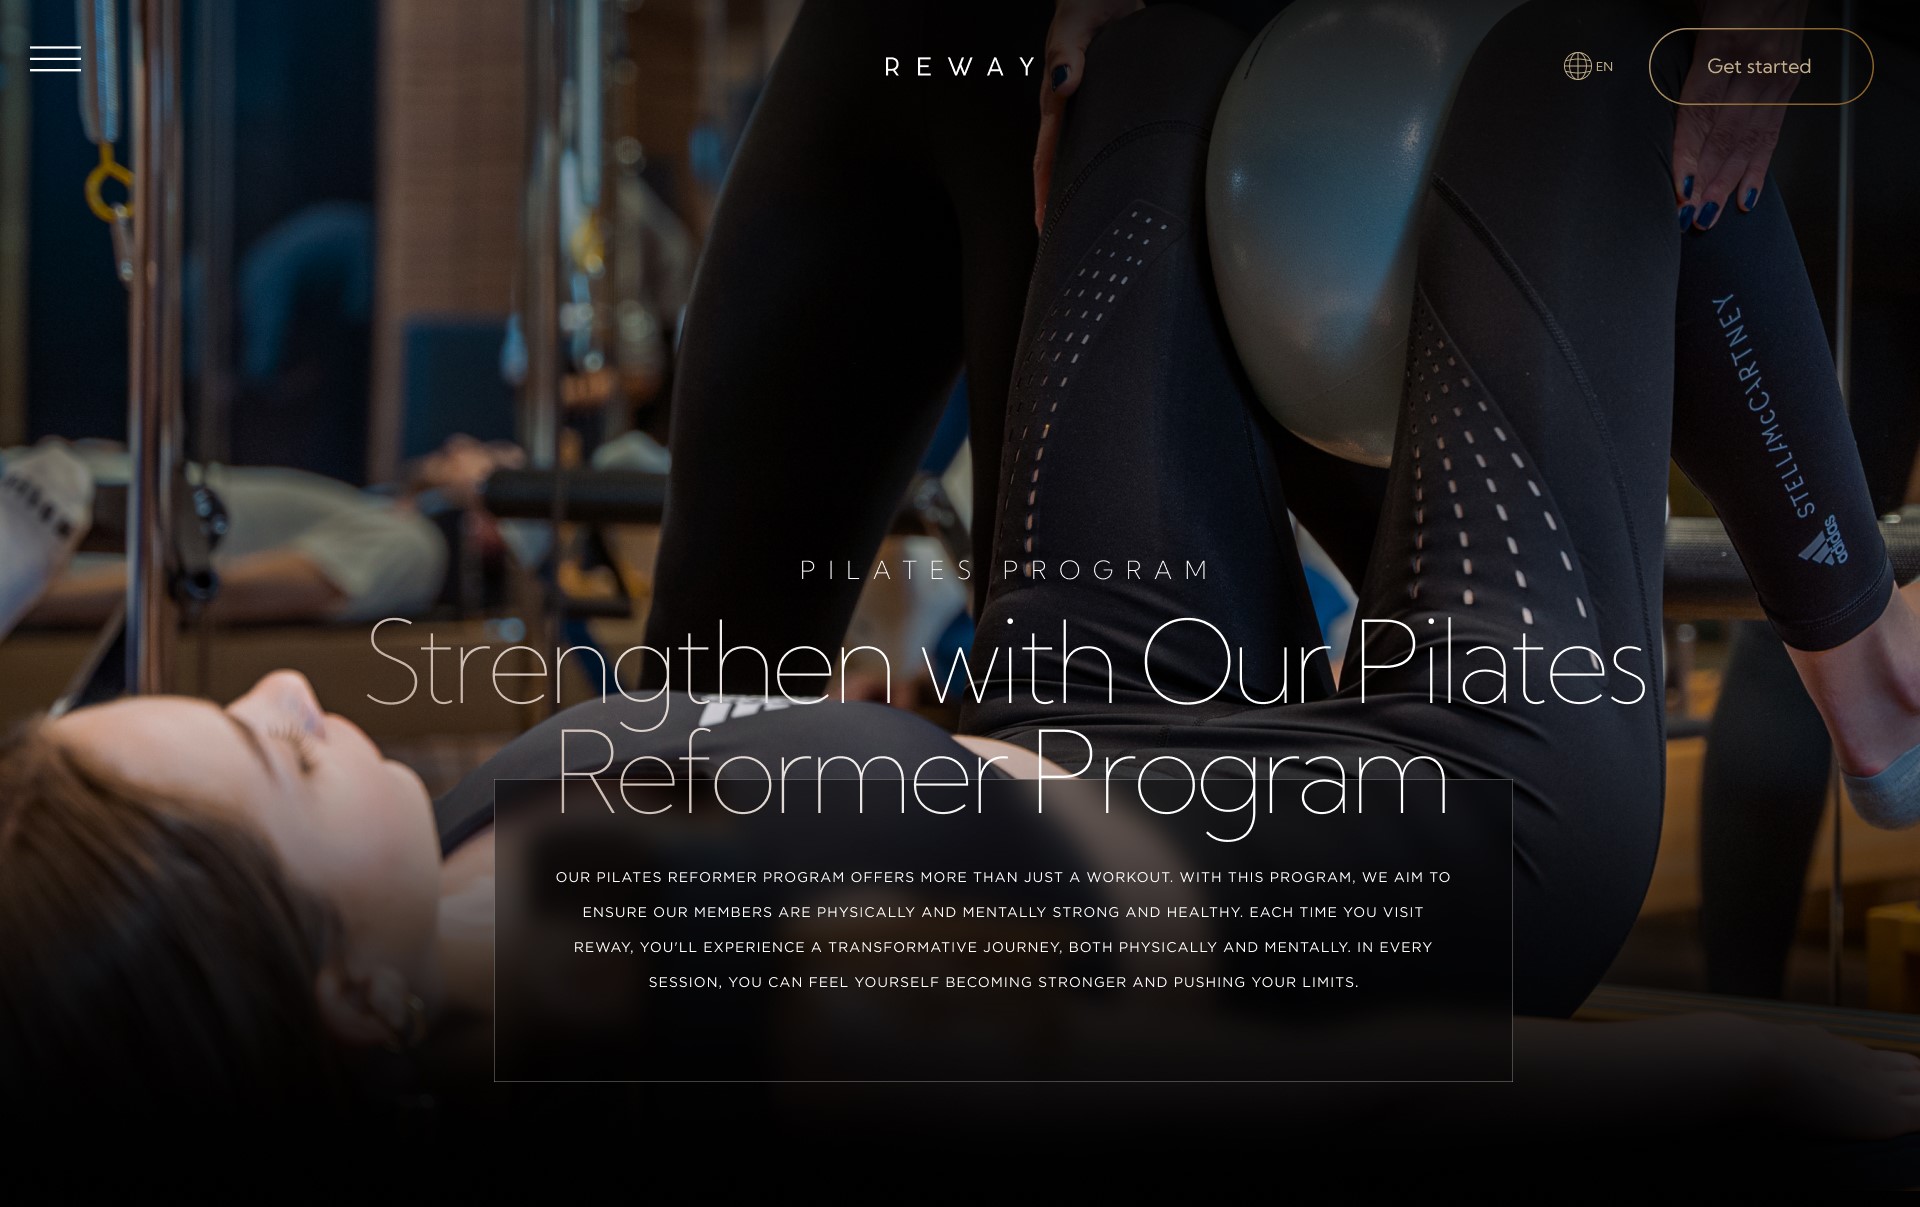 REWAY
EN
Get started
STELLAMCCARTNEY
adidas
PILATES PROGRAM
Strengthen with Our Pilates
Reformer Program
OUR PILATES REFORMER PROGRAM OFFERS MORE THAN JUST A WORKOUT. WITH THIS PROGRAM, WE AIM TO
ENSURE OUR MEMBERS ARE PHYSICALLY AND MENTALLY STRONG AND HEALTHY. EACH TIME YOU VISIT
REWAY, YOU'LL EXPERIENCE A TRANSFORMATIVE JOURNEY, BOTH PHYSICALLY AND MENTALLY. IN EVERY
SESSION, YOU CAN FEEL YOURSELF BECOMING STRONGER AND PUSHING YOUR LIMITS.